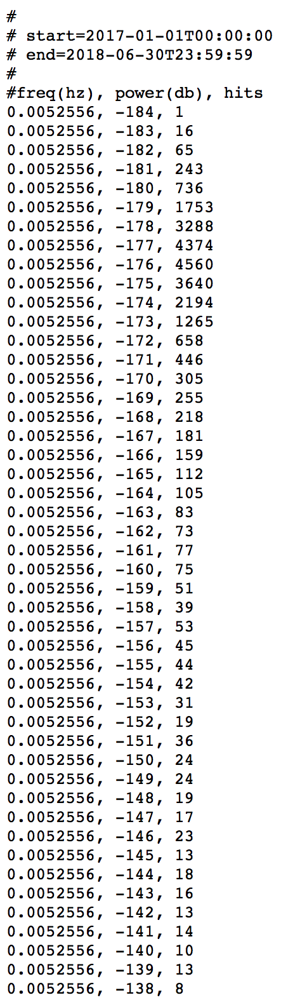 #
# start=2017-01-01T00:00:00
# end=2018-06-30T23:59:59
#
#freq(hz), power(db), hits
0.0052556, -184, 1
0.0052556, -183, 16
0.0052556, -182, 65
0.0052556, -181, 243
0.0052556, -180, 736
0.0052556, -179, 1753
0.0052556, -178, 3288
0.0052556, -177, 4374
0.0052556, -176, 4560
0.0052556, -175, 3640
0.0052556, -174, 2194
0.0052556, -173, 1265
0.0052556, -172, 658
0.0052556, -171, 446
0.0052556, -170, 305
0.0052556, -169, 255
0.0052556, -168, 218
0.0052556, -167, 181
0.0052556, -166, 159
0.0052556, -165, 112
0.0052556, -164, 105
0.0052556, -163, 83
0.0052556, -162, 73
0.0052556, -161, 77
0.0052556, -160, 75
0.0052556, -159, 51
0.0052556, -158, 39
0.0052556, -157, 53
0.0052556, -156, 45
0.0052556, -155, 44
0.0052556, -154, 42
0.0052556, -153, 31
0.0052556, -152, 19
0.0052556, -151, 36
0.0052556, -150, 24
0.0052556, -149, 24
0.0052556, -148, 19
0.0052556, -147, 17
0.0052556, -146, 23
0.0052556, -145, 13
0.0052556, -144, 18
0.0052556, -143, 16
0.0052556, -142, 13
0.0052556, -141, 14
0.0052556, -140, 10
0.0052556, -139, 13
0.0052556, -138, 8